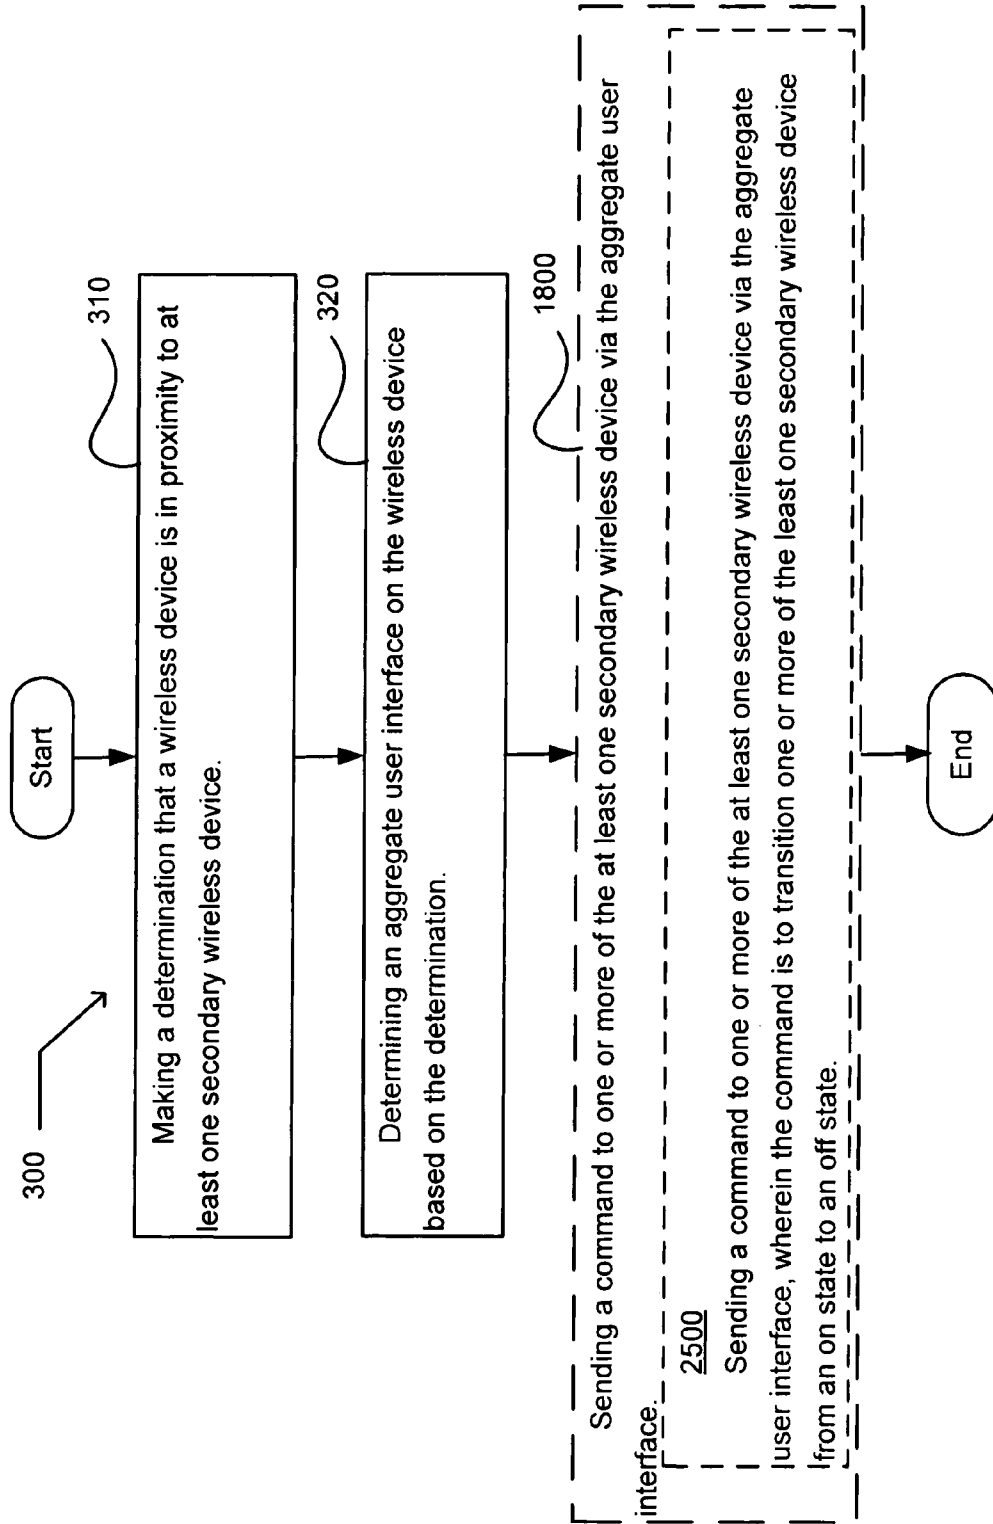 300
Start
310
Making a determination that a wireless device is in proximity to at
least one secondary wireless device.
320
Determining an aggregate user interface on the wireless device
based on the determination.
1800
Sending a command to one or more of the at least one secondary wireless device via the aggregate user
interface.
2500
Sending a command to one or more of the at least one secondary wireless device via the aggregate
user interface, wherein the command is to transition one or more of the least one secondary wireless device
from an on state to an off state.
End